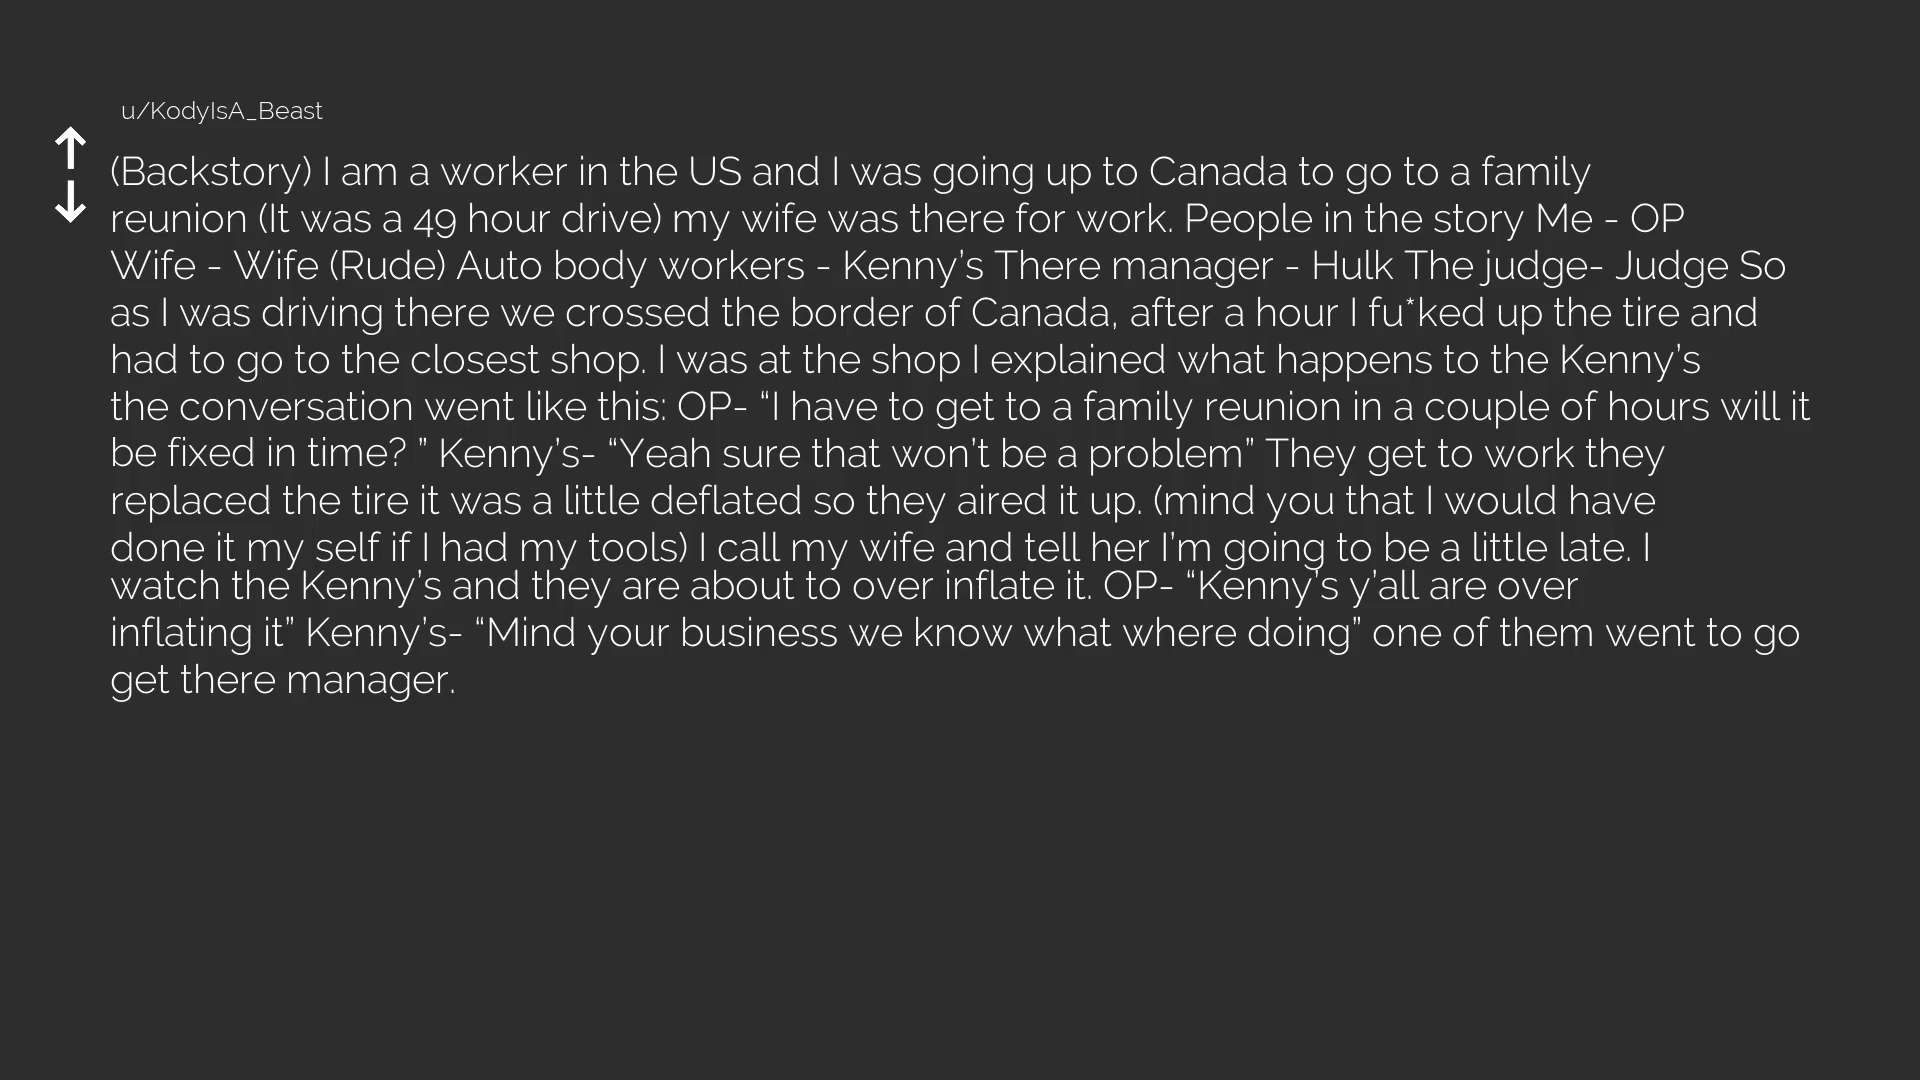 u/KodyIsA_Beast
(Backstory) I am a worker in the US and I was going up to Canada to go to a family
reunion (It was a 49 hour drive) my wife was there for work. People in the story Me - OP
Wife - Wife (Rude) Auto body workers - Kenny’s There manager - Hulk The judge- Judge So
as I was driving there we crossed the border of Canada, after a hour I fu*ked up the tire and
had to go to the closest shop. I was at the shop I explained what happens to the Kenny’s
the conversation went like this: OP- “I have to get to a family reunion in a couple of hours will it
be fixed in time? ” Kenny’s- “Yeah sure that won’t be a problem” They get to work they
replaced the tire it was a little deflated so they aired it up. (mind you that I would have
done it my self if I had my tools) I call my wife and tell her I’m going to be a little late. I
watch the Kenny’s and they are about to over inflate it. OP- “Kenny’s y’all are over
inflating it” Kenny’s- “Mind your business we know what where doing” one of them went to go
get there manager.